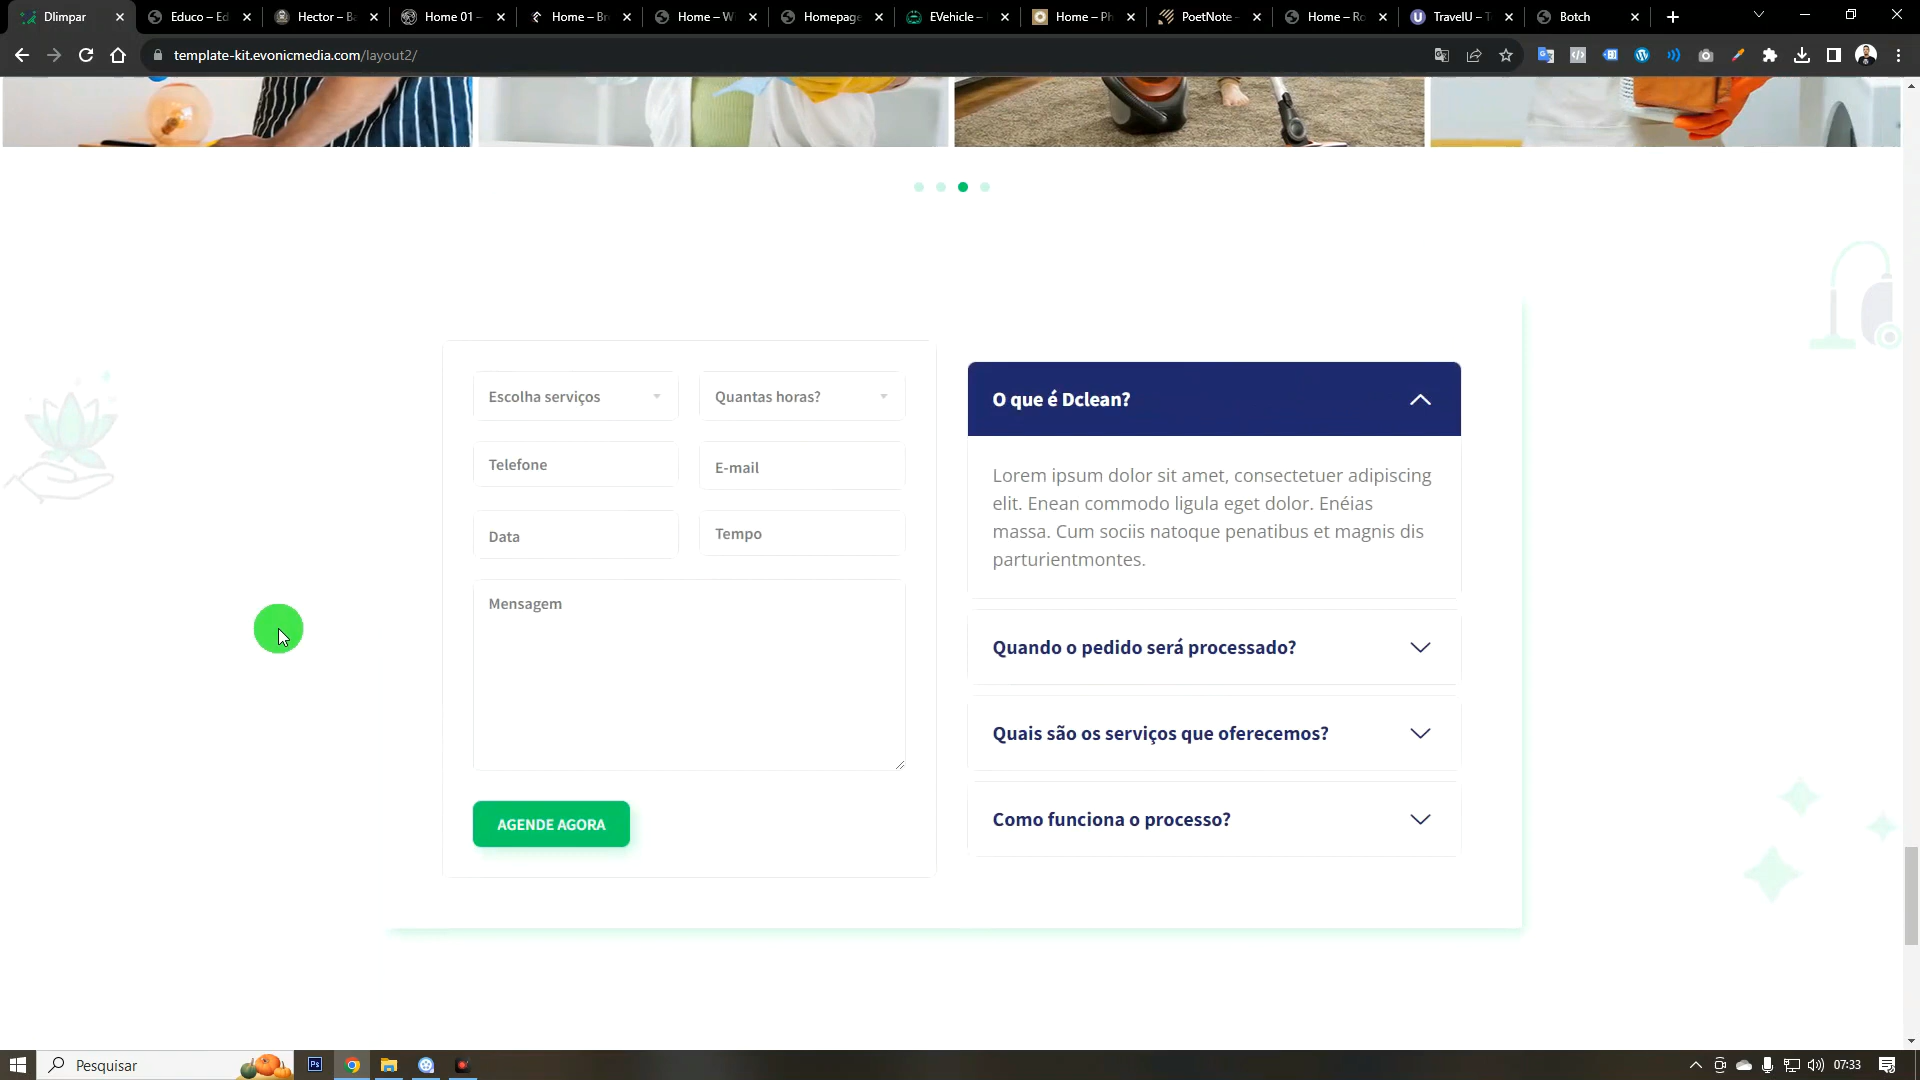 Dlimpar
Educo – Ed
Hector – Ba
Home 01 –
Home – Br
Home – W
Homepage
EVehicle –
Home – Ph
PoetNote –
Home – Ro
TravelU – T
Botch
template-kit.evonicmedia.com/layout2/
Escolha serviços
Quantas horas?
Telefone
E-mail
Data
Tempo
Mensagem
AGENDE AGORA
O que é Dclean?
Lorem ipsum dolor sit amet, consectetuer adipiscing
elit. Enean commodo ligula eget dolor. Enéias
massa. Cum sociis natoque penatibus et magnis dis
parturientmontes.
Quando o pedido será processado?
Quais são os serviços que oferecemos?
Como funciona o processo?
Pesquisar
Ps
07:33